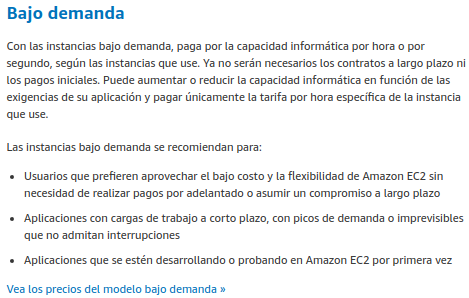 Bajo demanda
Con las instancias bajo demanda, paga por la capacidad informática por hora o por
segundo, según las instancias que use. Ya no serán necesarios los contratos a largo plazo ni
los pagos iniciales. Puede aumentar o reducir la capacidad informática en función de las
exigencias de su aplicación y pagar únicamente la tarifa por hora específica de la instancia
que use.
Las instancias bajo demanda se recomiendan para:
• Usuarios que prefieren aprovechar el bajo costo y la flexibilidad de Amazon EC2 sin
necesidad de realizar pagos por adelantado o asumir un compromiso a largo plazo
• Aplicaciones con cargas de trabajo a corto plazo, con picos de demanda o imprevisibles
que no admitan interrupciones
• Aplicaciones que se estén desarrollando o probando en Amazon EC2 por primera vez
Vea los precios del modelo bajo demanda »